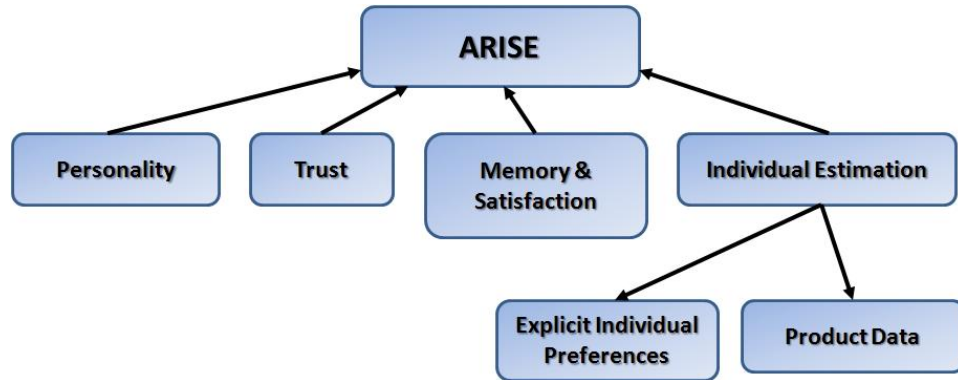 ARISE
Personality
Trust
Memory &
Satisfaction
Individual Estimation
Explicit Individual
Preferences
Product Data